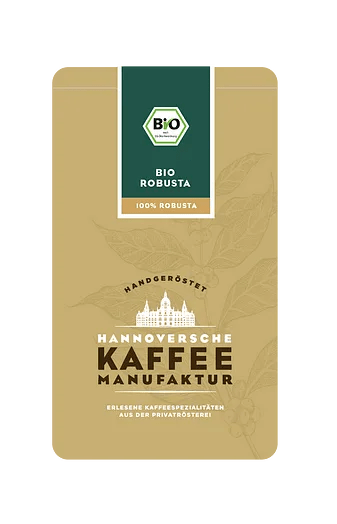 Bio
BIO
ROBUSTA
100% ROBUSTA
HANDGERÖSTET
HANNOVERSCHE
KAFFEE
MANUFAKTUR
ERLESENE KAFFEESPEZIALITÄTEN
AUS DER PRIVATRÖSTEREI